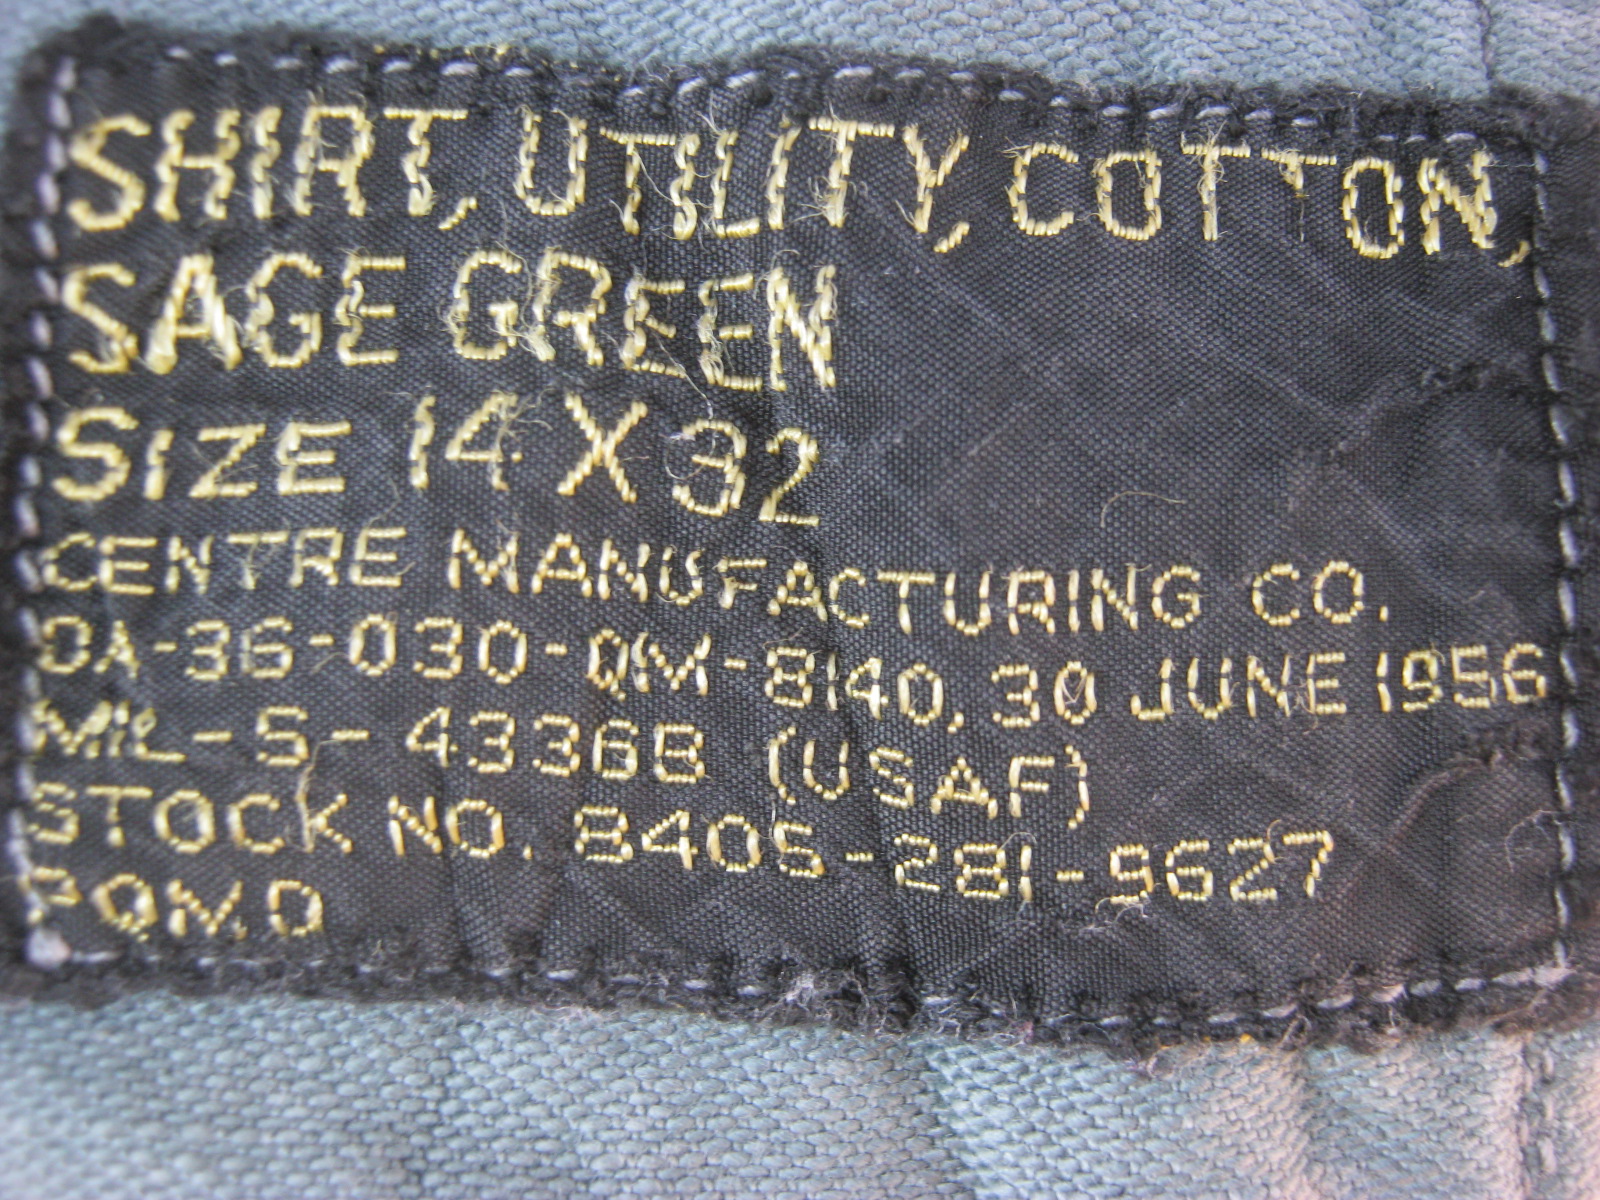 SHIRT, UTILITY, COTTON,
SAGE GREEN
SIZE 14 X 32
CENTRE MANUFACTURING CO.
DA-36-030-QM-8140, 30 JUNE 1956
MIL-S-4336B (USAF)
STOCK NO. 8405-281-9627
PQM.D